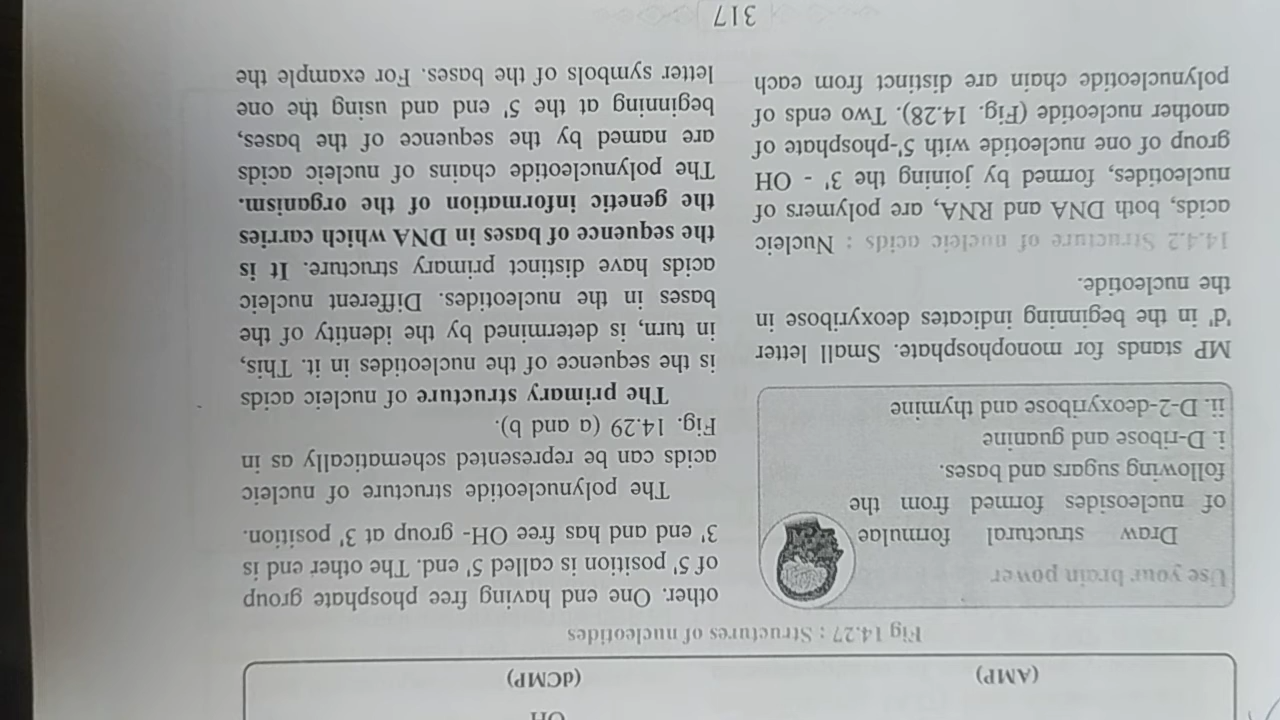 OH
(AMP)
(dCMP)
Fig 14.27 : Structures of nucleotides
Use your brain power
Draw structural formulae
of nucleosides formed from the
following sugars and bases.
i. D-ribose and guanine
ii. D-2-deoxyribose and thymine
MP stands for monophosphate. Small letter
'd' in the beginning indicates deoxyribose in
the nucleotide.
14.4.2 Structure of nucleic acids : Nucleic
acids, both DNA and RNA, are polymers of
nucleotides, formed by joining the 3' - OH
group of one nucleotide with 5'-phosphate of
another nucleotide (Fig. 14.28). Two ends of
polynucleotide chain are distinct from each
other. One end having free phosphate group
of 5' position is called 5' end. The other end is
3' end and has free OH- group at 3' position.
The polynucleotide structure of nucleic
acids can be represented schematically as in
Fig. 14.29 (a and b).
The primary structure of nucleic acids
is the sequence of the nucleotides in it. This,
in turn, is determined by the identity of the
bases in the nucleotides. Different nucleic
acids have distinct primary structure. It is
the sequence of bases in DNA which carries
the genetic information of the organism.
The polynucleotide chains of nucleic acids
are named by the sequence of the bases,
beginning at the 5' end and using the one
letter symbols of the bases. For example the
317